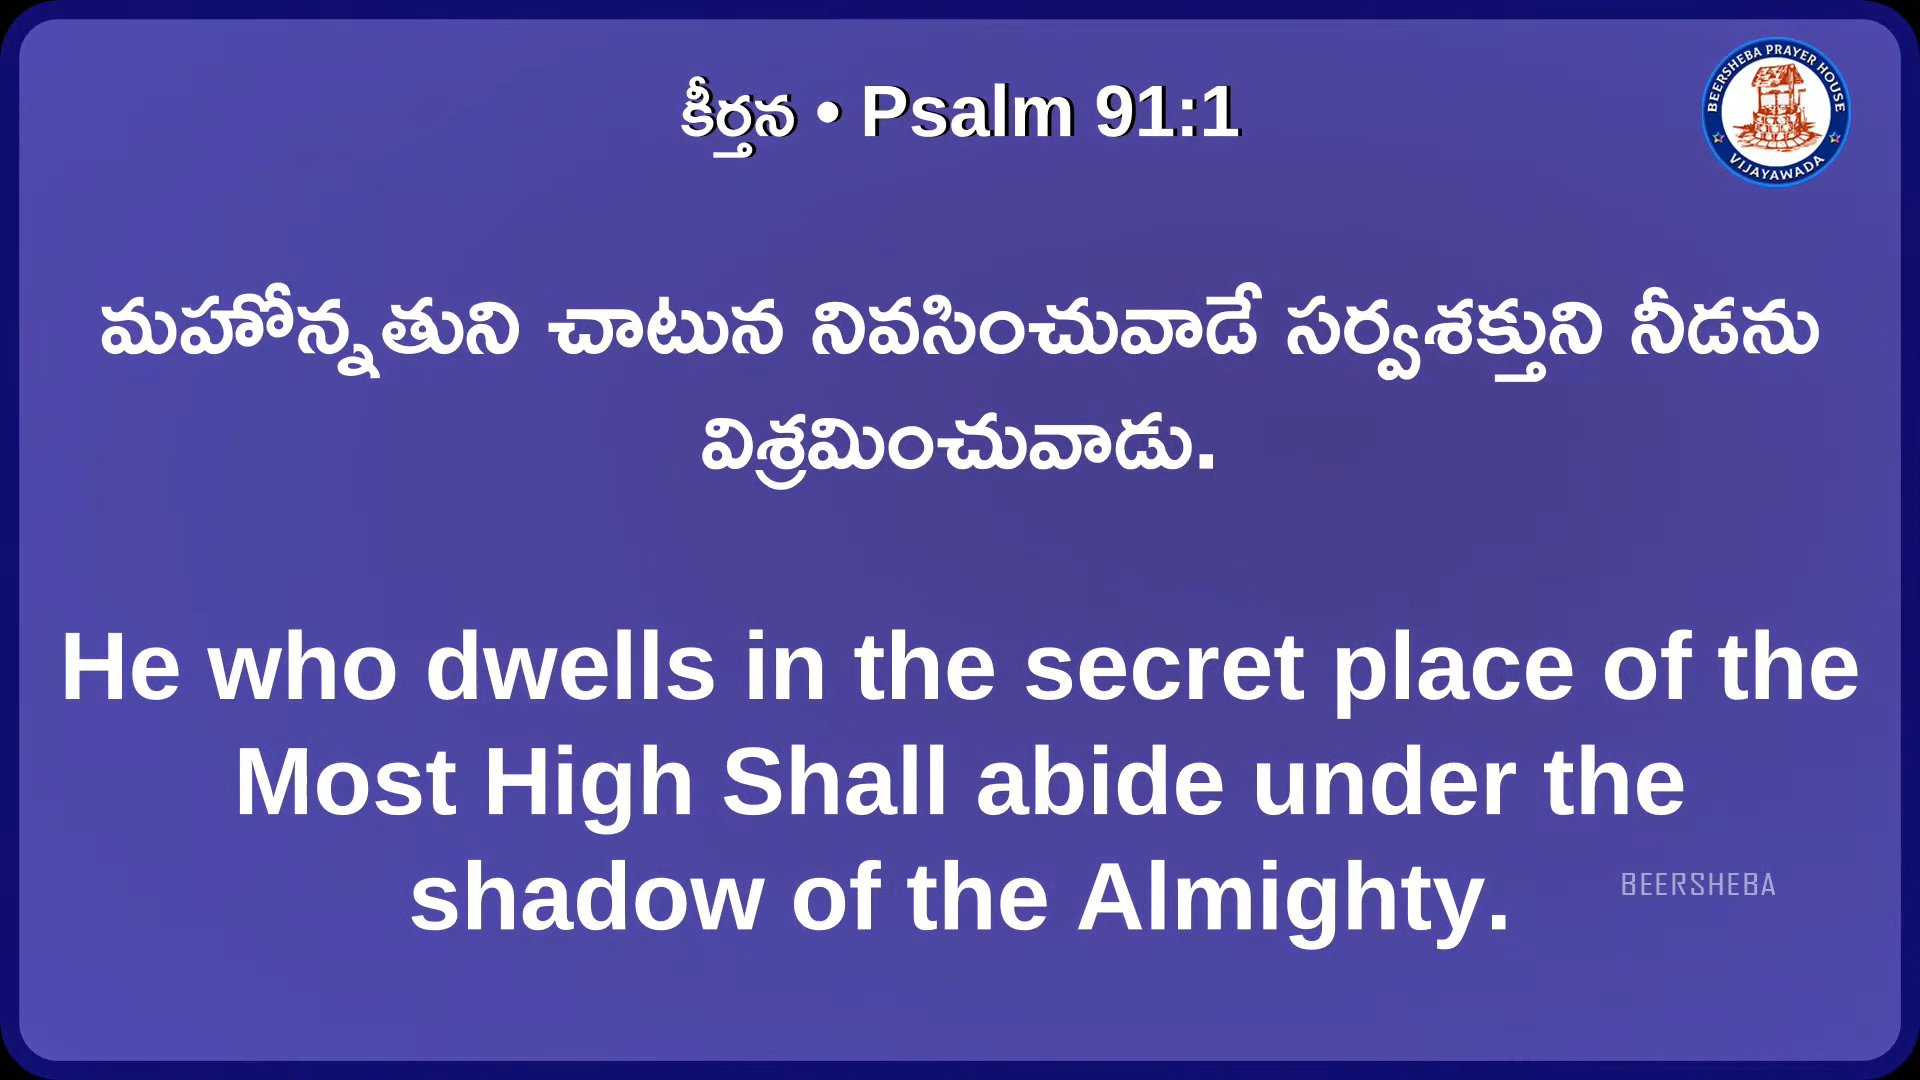 కీర్తన • Psalm 91:1
BEERSHEBA PRAYER HOUSE
VIJAYAWADA
మహోన్నతుని చాటున నివసించువాడే సర్వశక్తుని నీడను
విశ్రమించువాడు.
He who dwells in the secret place of the
Most High Shall abide under the
shadow of the Almighty.
BEERSHEBA